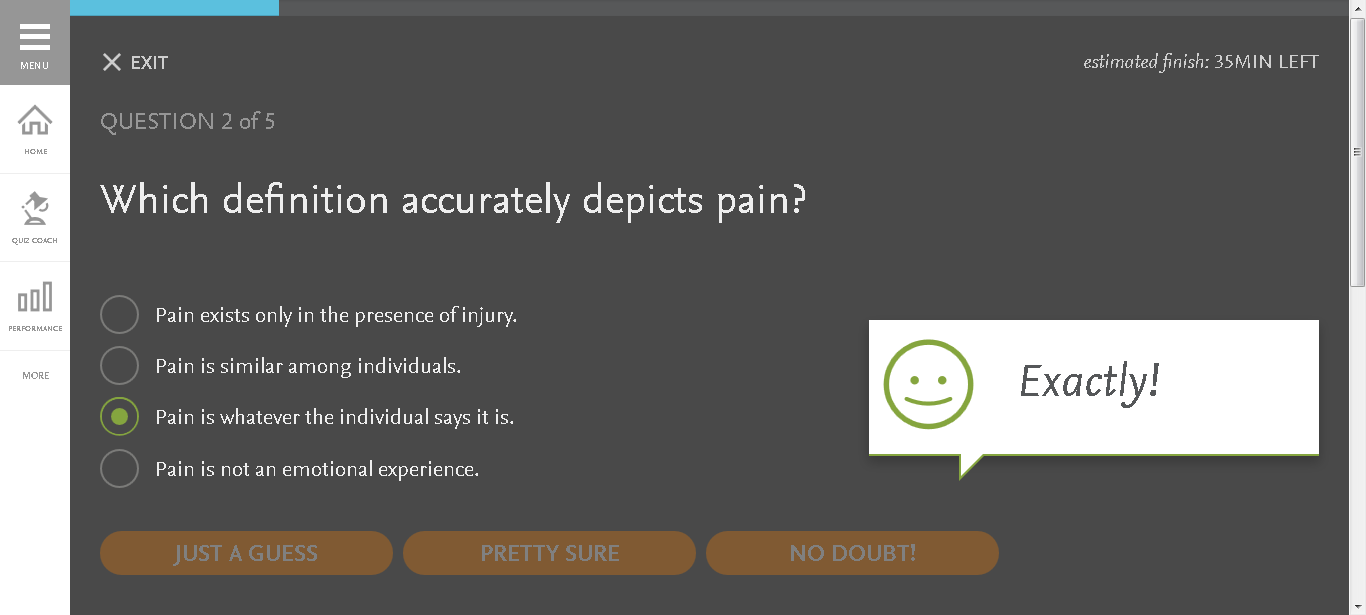 MENU
HOME
QUIZ COACH
PERFORMANCE
MORE
EXIT
estimated finish: 35MIN LEFT
QUESTION 2 of 5
Which definition accurately depicts pain?
Pain exists only in the presence of injury.
Pain is similar among individuals.
Pain is whatever the individual says it is.
Pain is not an emotional experience.
Exactly!
JUST A GUESS
PRETTY SURE
NO DOUBT!